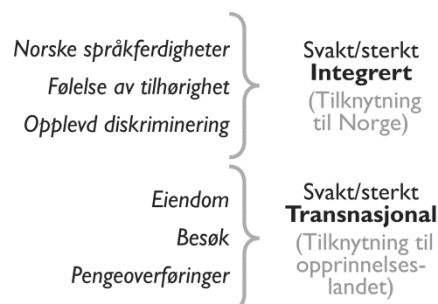 Norske språkferdigheter
Følelse av tilhørighet
Opplevd diskriminering
Svakt/sterkt
Integrert
(Tilknytning
til Norge)
Eiendom
Besøk
Pengeoverføringer
Svakt/sterkt
Transnasjonal
(Tilknytning til
opprinnelses-
landet)